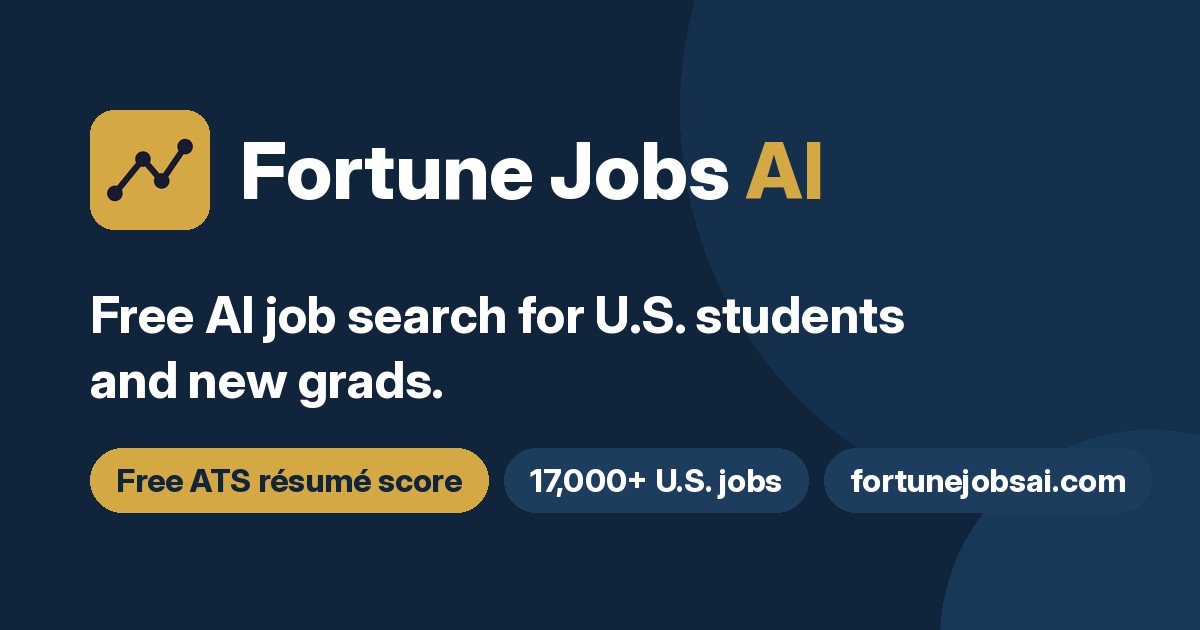 Fortune Jobs AI
Free AI job search for U.S. students
and new grads.
Free ATS résumé score
17,000+ U.S. jobs
fortunejobsai.com